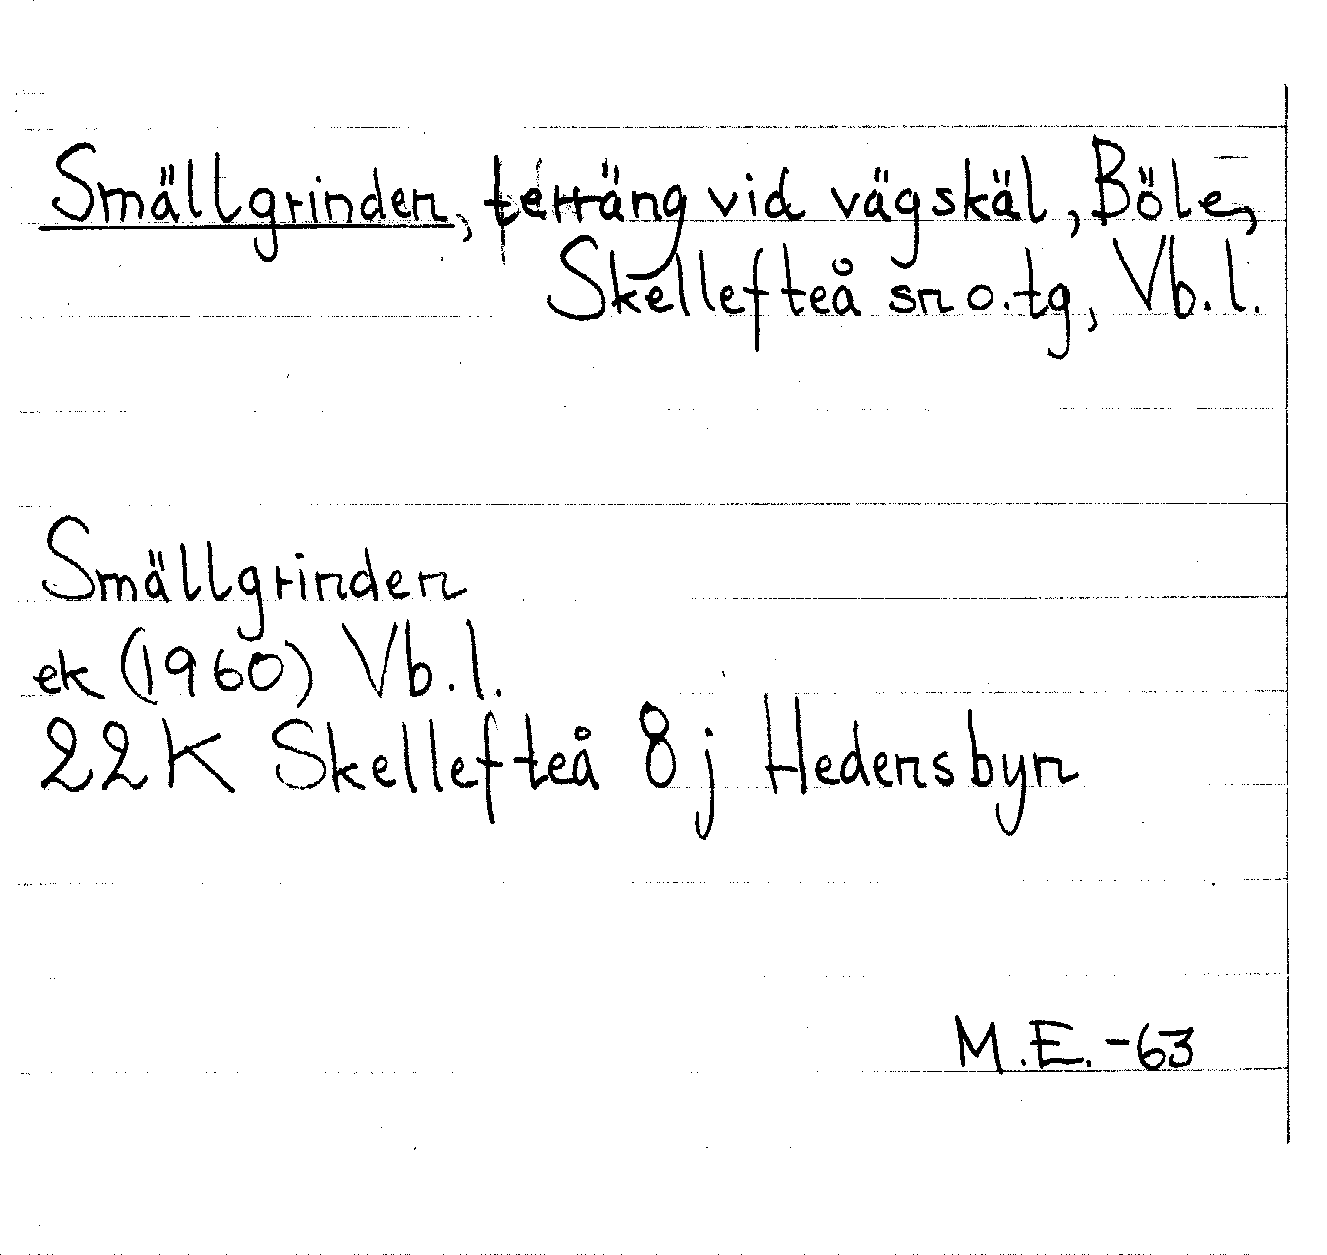 Smällgrinden, terräng vid vägskäl, Böle,
Skellefteå sn o. tg, Vb. l.
Smällgrinden
ek (1960) Vb. l.
22K Skellefteå 8j Hedensbyn
M.E. -63